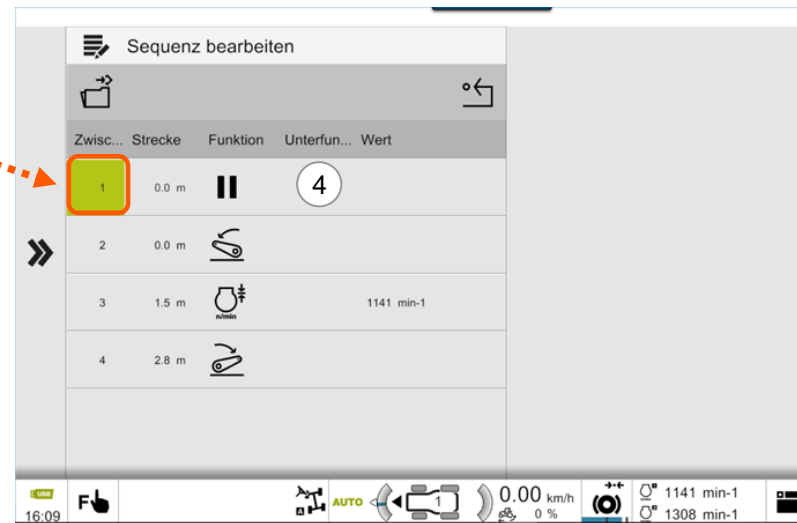 Sequenz bearbeiten
Zwisc... Strecke Funktion Unterfun... Wert
1 0.0 m 4
2 0.0 m
3 1.5 m n/min 1141 min-1
4 2.8 m
USB
16:09
F
A
AUTO
1
0.00 km/h
0 %
1141 min-1
1308 min-1